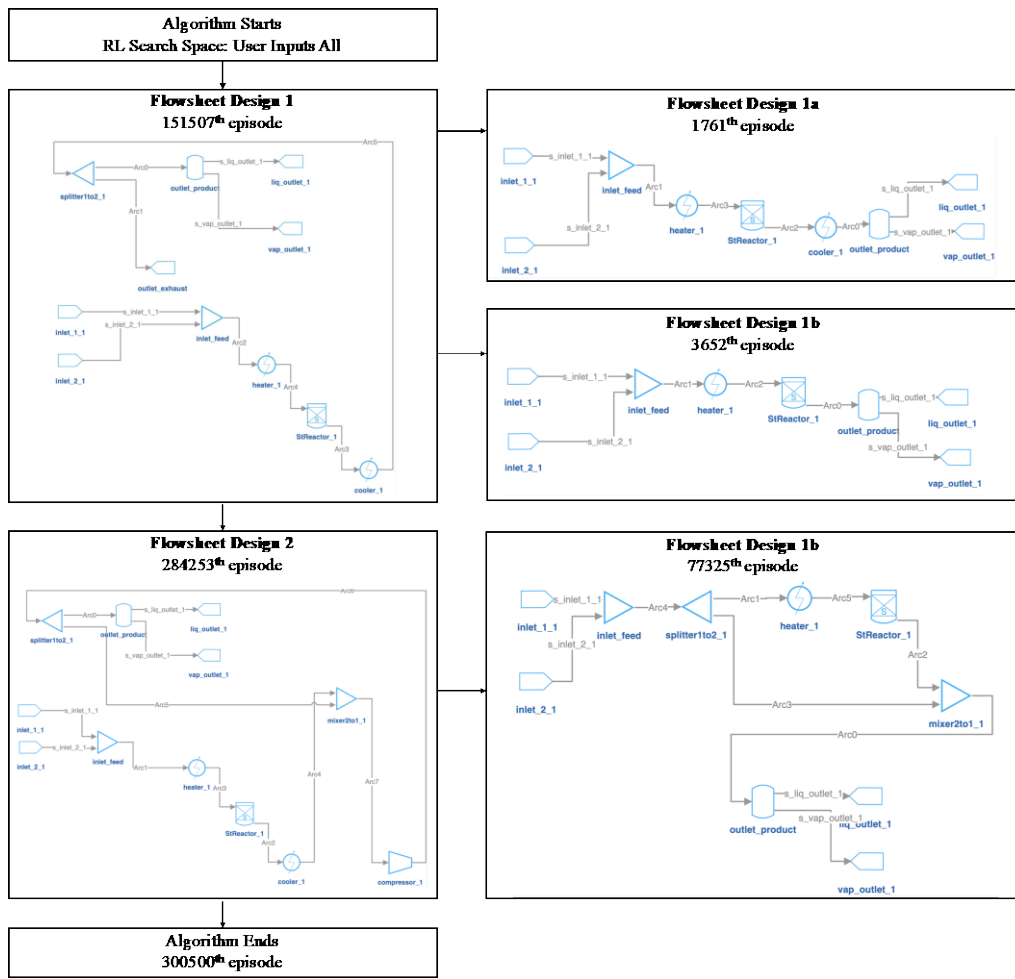 Algorithm Starts
RL Search Space: User Inputs All
Flowsheet Design 1
151507th episode
Arc5
Arc0
s_liq_outlet_1
splitter1to2_1
outlet_product
liq_outlet_1
Arc1
s_vap_outlet_1
vap_outlet_1
outlet_exhaust
s_inlet_1_1
inlet_1_1
s_inlet_2_1
inlet_feed
inlet_2_1
Arc2
heater_1
Arc4
StReactor_1
Arc3
cooler_1
Flowsheet Design 1a
1761th episode
s_inlet_1_1
inlet_1_1
inlet_feed
Arc1
s_inlet_2_1
inlet_2_1
heater_1
Arc3
StReactor_1
Arc2
cooler_1
Arc0
outlet_product
s_liq_outlet_1
liq_outlet_1
s_vap_outlet_1
vap_outlet_1
Flowsheet Design 1b
3652th episode
s_inlet_1_1
inlet_1_1
inlet_feed
Arc1
s_inlet_2_1
inlet_2_1
heater_1
Arc2
StReactor_1
Arc0
outlet_product
s_liq_outlet_1
liq_outlet_1
s_vap_outlet_1
vap_outlet_1
Flowsheet Design 2
284253th episode
Arc6
Arc0
s_liq_outlet_1
splitter1to2_1
outlet_product
liq_outlet_1
s_vap_outlet_1
vap_outlet_1
Arc5
mixer2to1_1
s_inlet_1_1
inlet_1_1
s_inlet_2_1
inlet_2_1
inlet_feed
Arc1
heater_1
Arc3
StReactor_1
Arc2
cooler_1
Arc4
Arc7
compressor_1
Flowsheet Design 1b
77325th episode
s_inlet_1_1
inlet_1_1
inlet_feed
Arc4
s_inlet_2_1
inlet_2_1
splitter1to2_1
Arc1
heater_1
Arc5
StReactor_1
Arc2
Arc3
mixer2to1_1
Arc0
s_liq_outlet_1
outlet_product
s_vap_outlet_1
liq_outlet_1
vap_outlet_1
Algorithm Ends
300500th episode